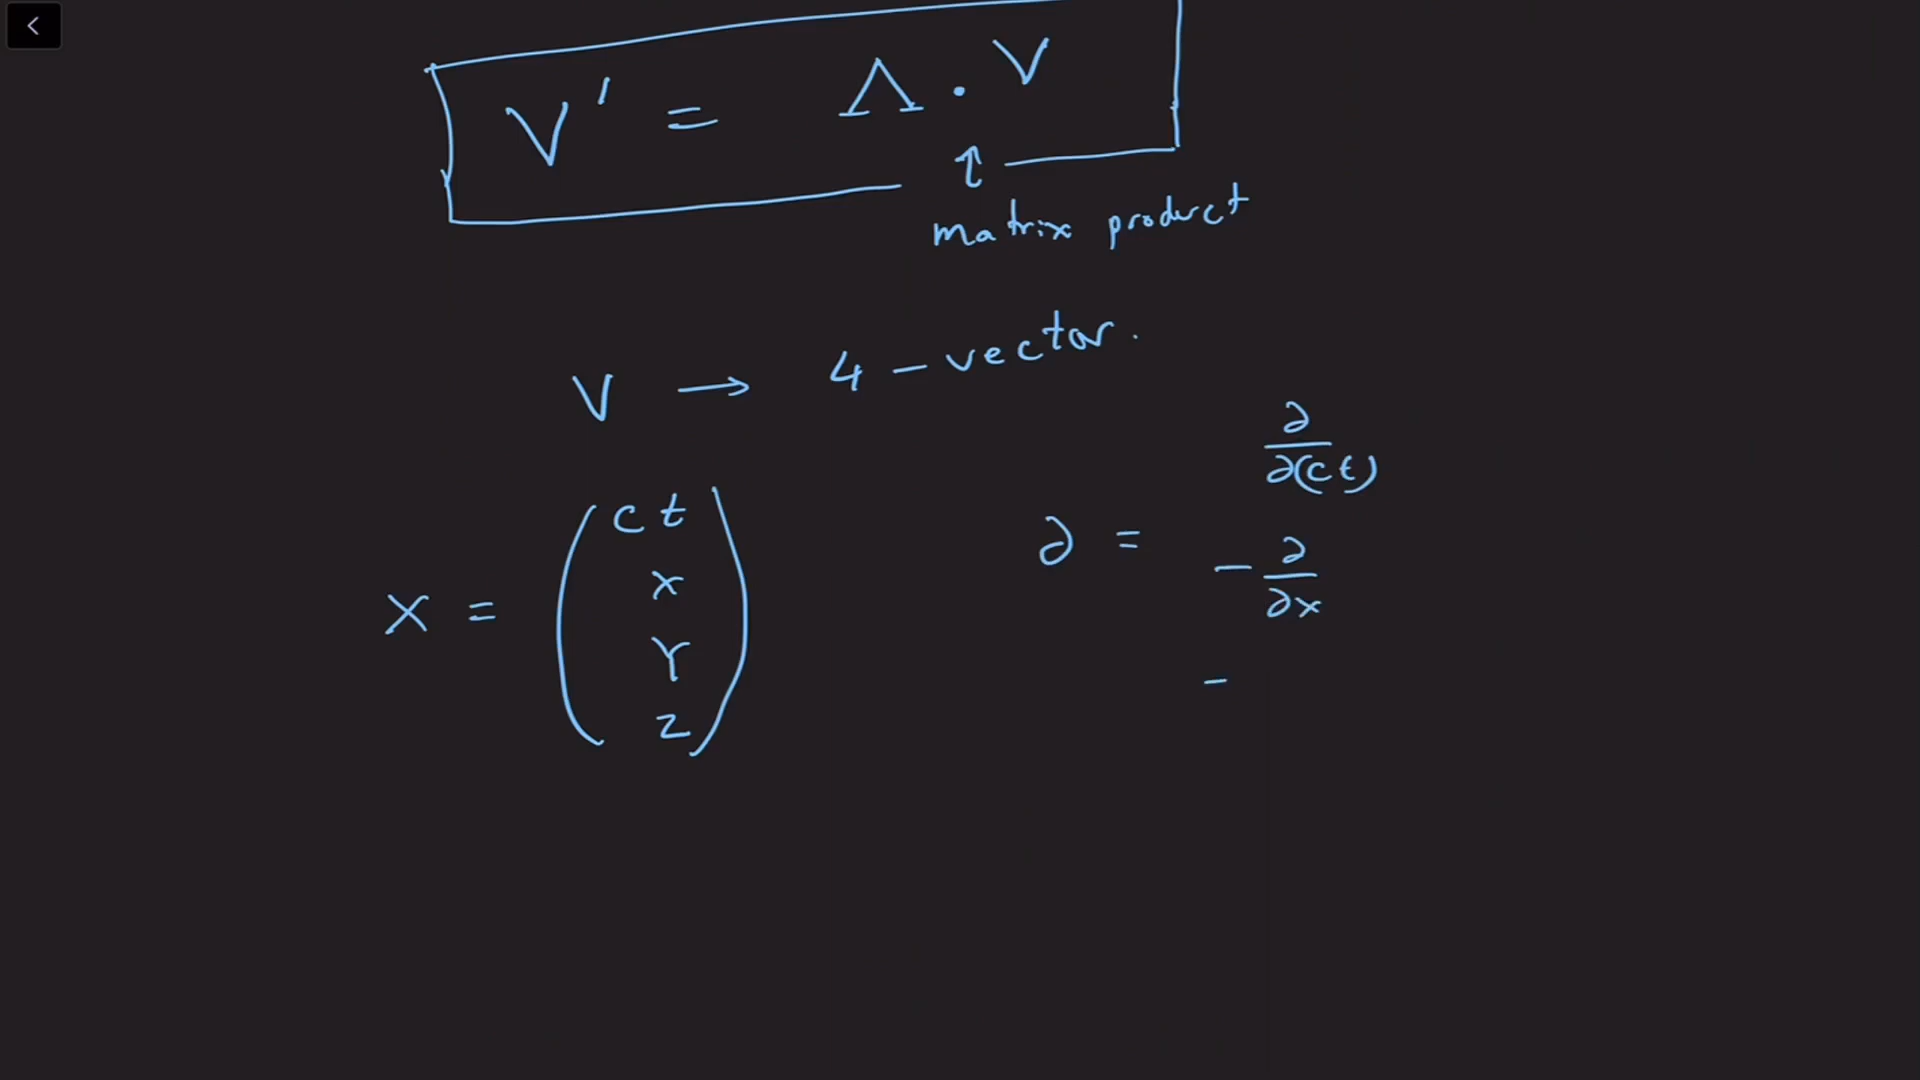 V' = Λ · V
↑
matrix product
V → 4 - vector.
X = ( ct x Y z )
∂ = ∂/∂(ct)
- ∂/∂x
-